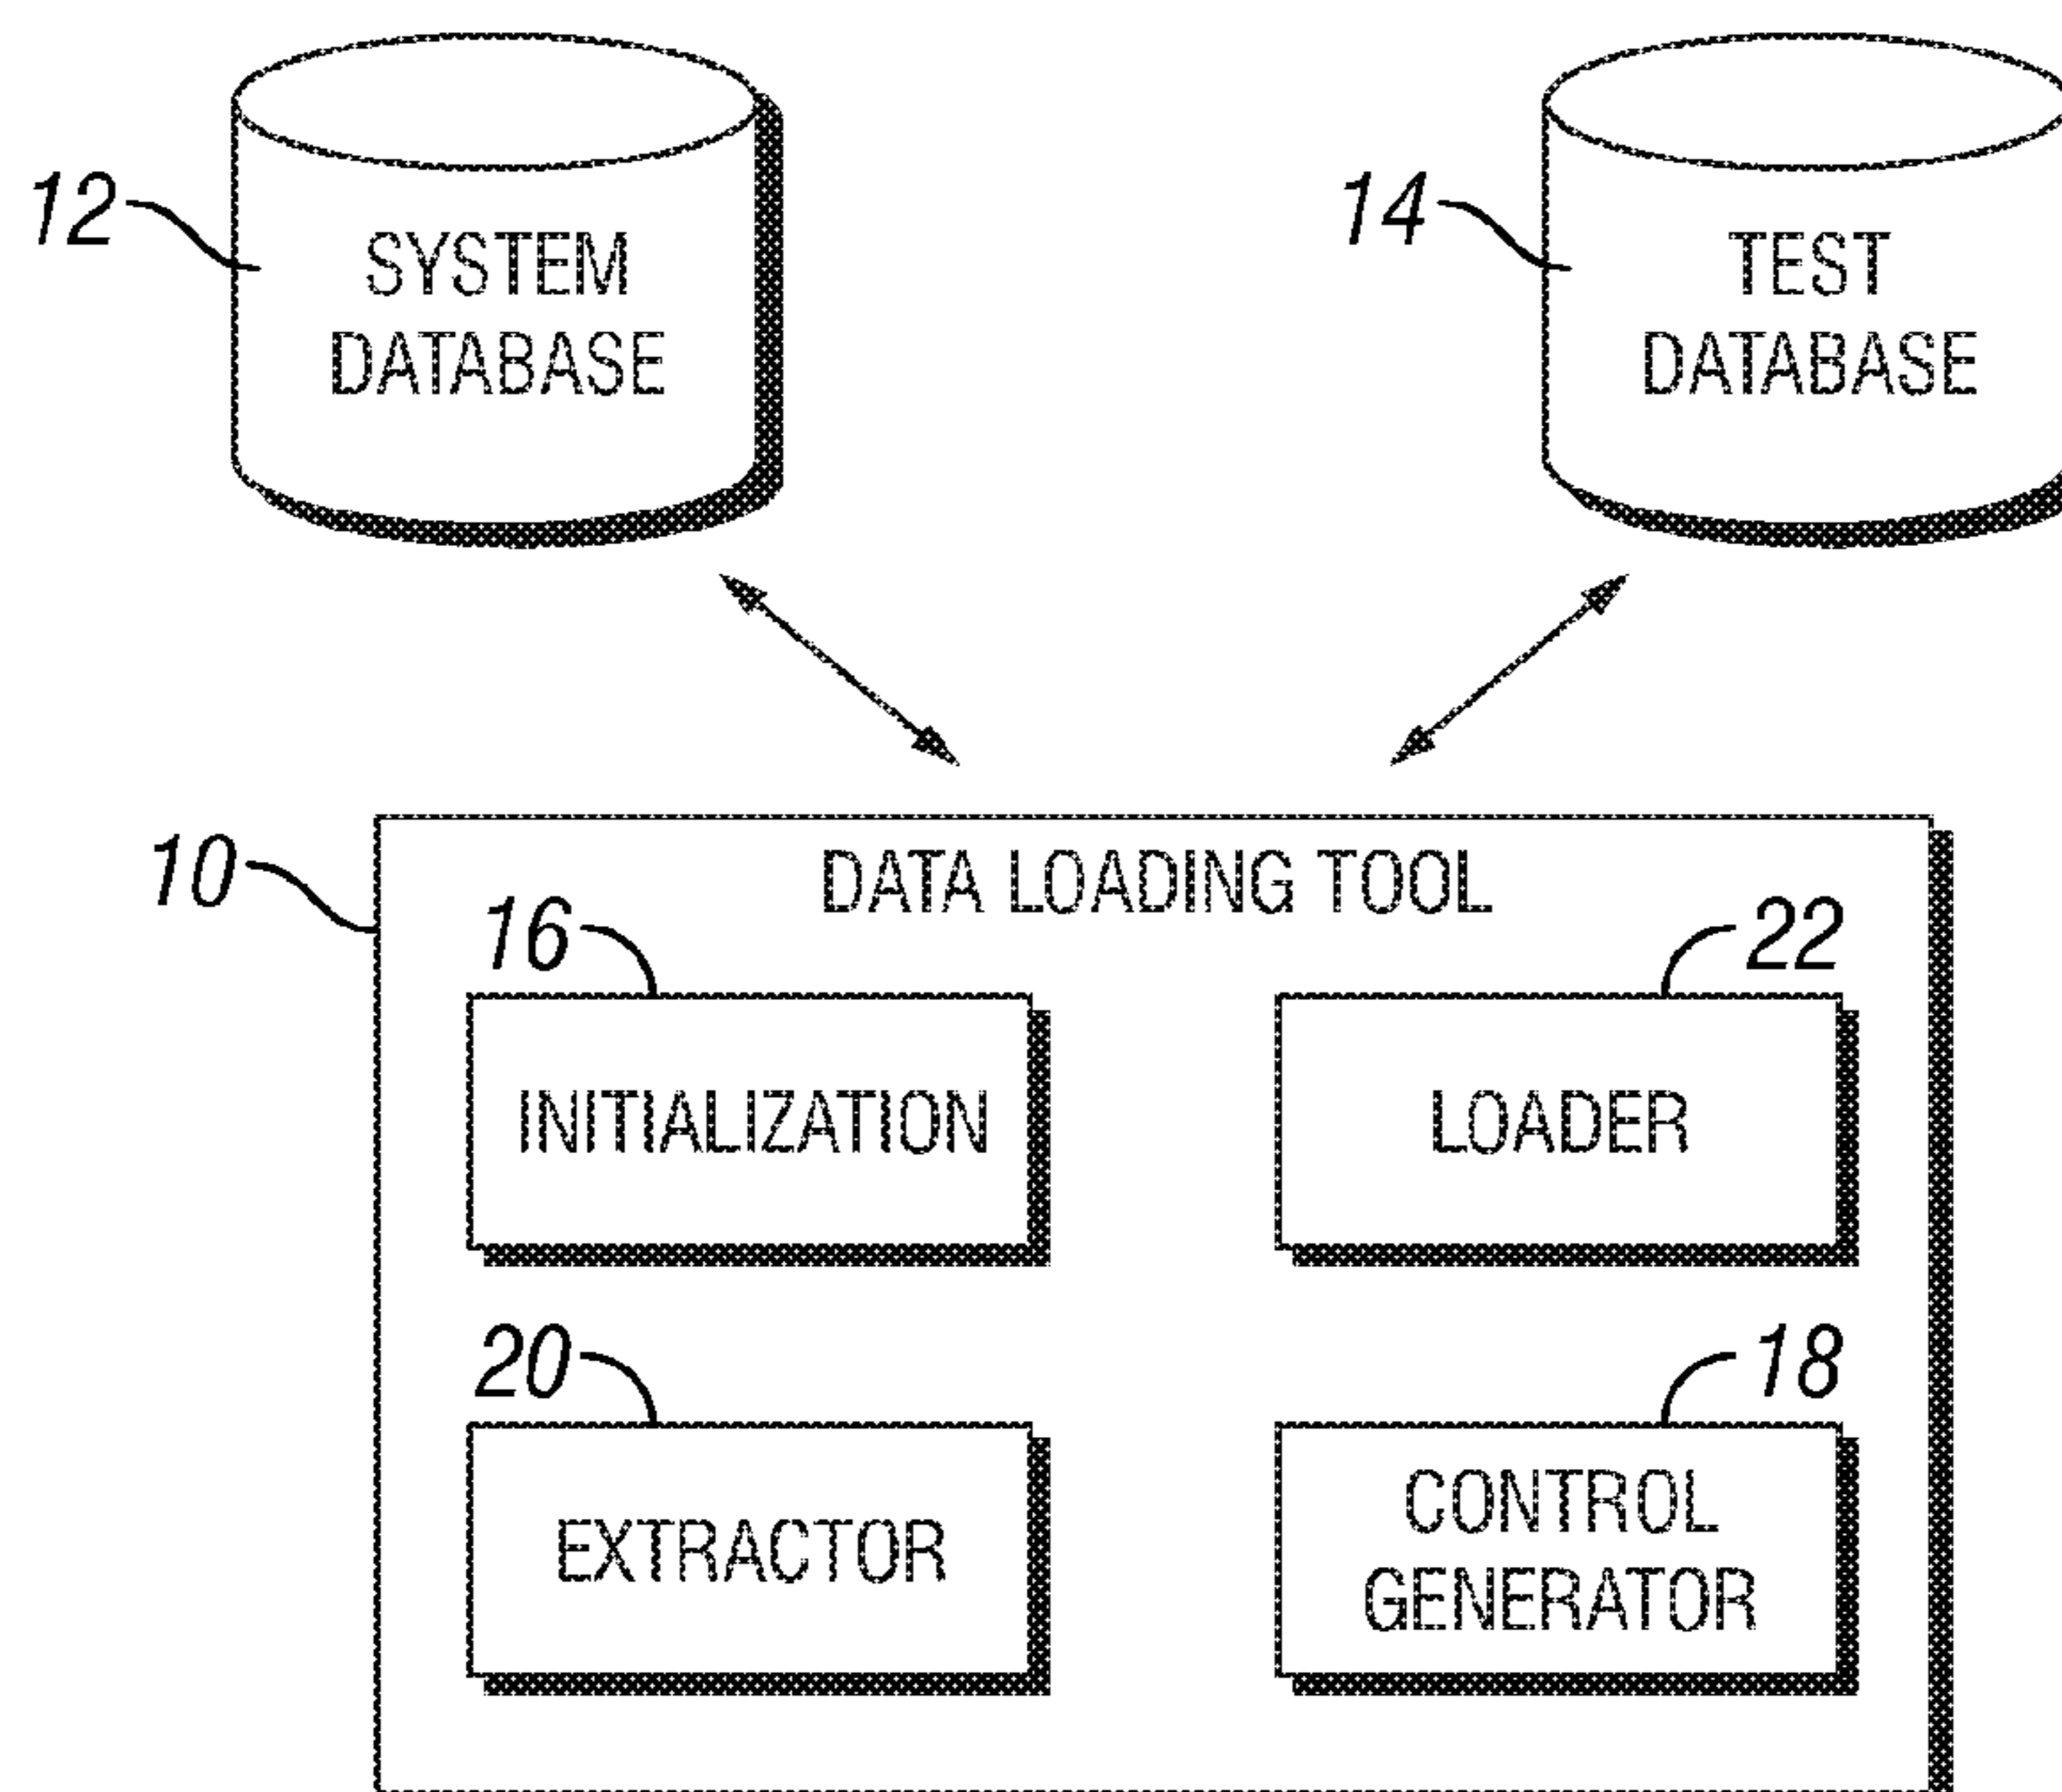 12
SYSTEM
DATABASE
14
TEST
DATABASE
10
DATA LOADING TOOL
16
INITIALIZATION
22
LOADER
20
EXTRACTOR
18
CONTROL
GENERATOR